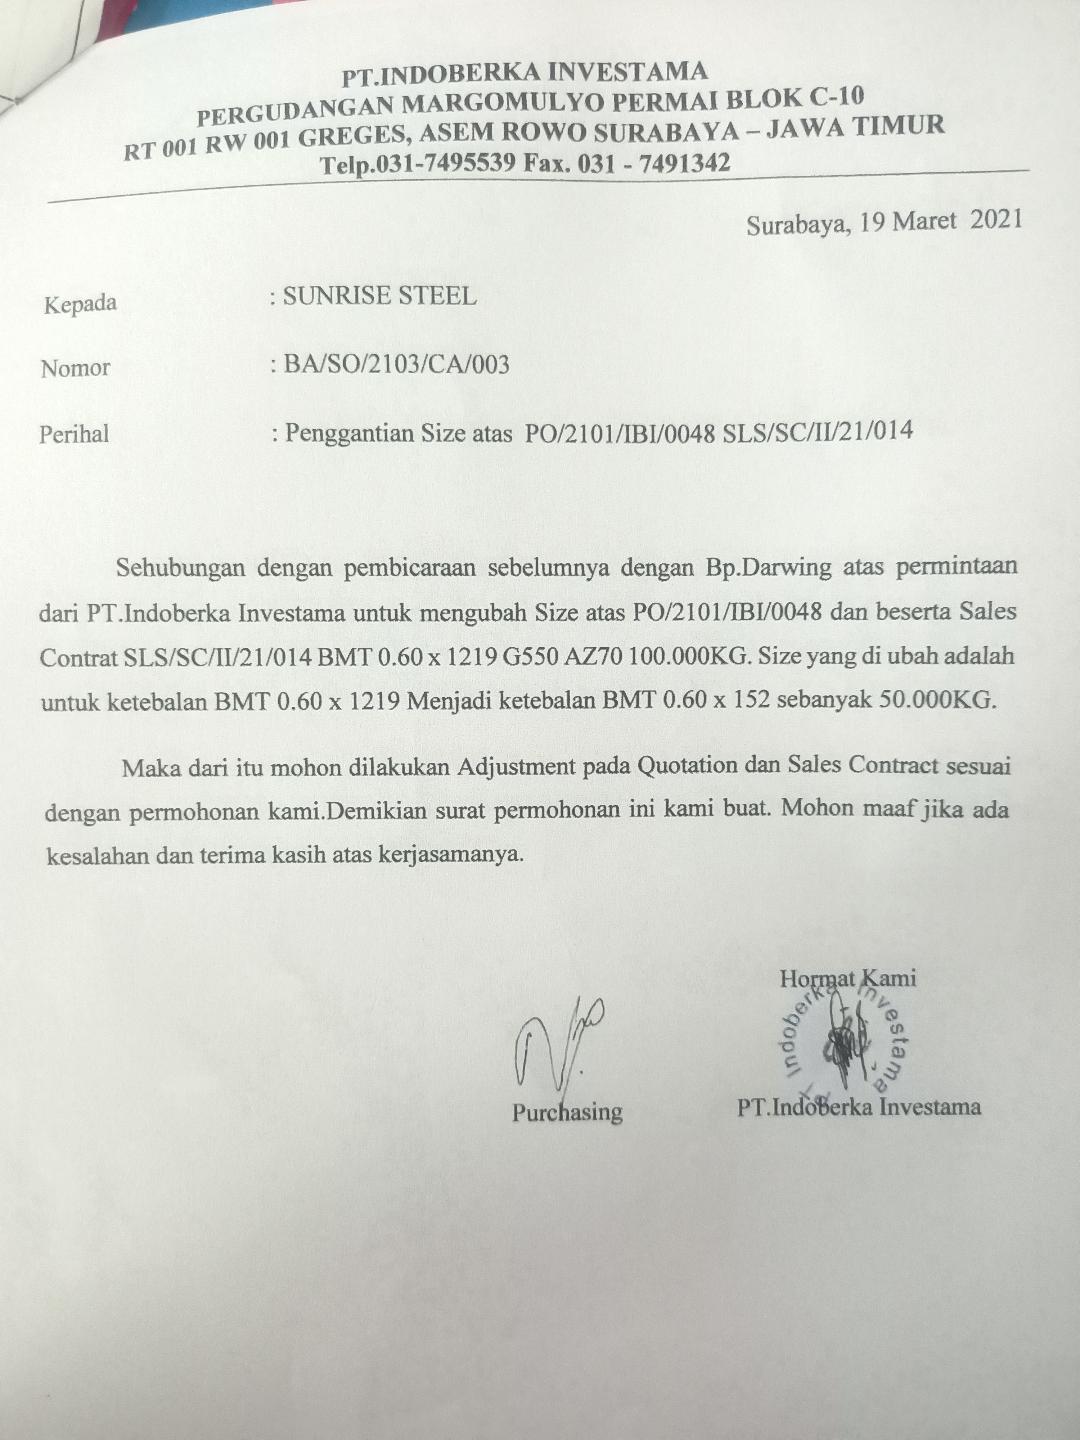 PT.INDOBERKA INVESTAMA
PERGUDANGAN MARGOMULYO PERMAI BLOK C-10
RT 001 RW 001 GREGES, ASEM ROWO SURABAYA – JAWA TIMUR
Telp.031-7495539 Fax. 031 - 7491342
Surabaya, 19 Maret 2021
Kepada : SUNRISE STEEL
Nomor : BA/SO/2103/CA/003
Perihal : Penggantian Size atas PO/2101/IBI/0048 SLS/SC/II/21/014
Sehubungan dengan pembicaraan sebelumnya dengan Bp.Darwing atas permintaan
dari PT.Indoberka Investama untuk mengubah Size atas PO/2101/IBI/0048 dan beserta Sales
Contrat SLS/SC/II/21/014 BMT 0.60 x 1219 G550 AZ70 100.000KG. Size yang di ubah adalah
untuk ketebalan BMT 0.60 x 1219 Menjadi ketebalan BMT 0.60 x 152 sebanyak 50.000KG.
Maka dari itu mohon dilakukan Adjustment pada Quotation dan Sales Contract sesuai
dengan permohonan kami.Demikian surat permohonan ini kami buat. Mohon maaf jika ada
kesalahan dan terima kasih atas kerjasamanya.
Hormat Kami
PT Indoberka Investama
Purchasing PT.Indoberka Investama